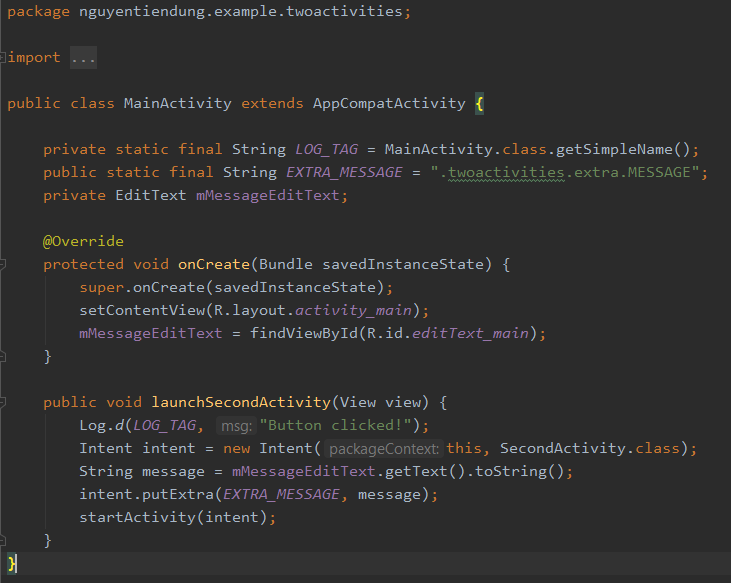 package nguyentiendung.example.twoactivities;
import ...
public class MainActivity extends AppCompatActivity {
private static final String LOG_TAG = MainActivity.class.getSimpleName();
public static final String EXTRA_MESSAGE = ".twoactivities.extra.MESSAGE";
private EditText mMessageEditText;
@Override
protected void onCreate(Bundle savedInstanceState) {
super.onCreate(savedInstanceState);
setContentView(R.layout.activity_main);
mMessageEditText = findViewById(R.id.editText_main);
}
public void launchSecondActivity(View view) {
Log.d(LOG_TAG, msg: "Button clicked!");
Intent intent = new Intent( packageContext: this, SecondActivity.class);
String message = mMessageEditText.getText().toString();
intent.putExtra(EXTRA_MESSAGE, message);
startActivity(intent);
}
}